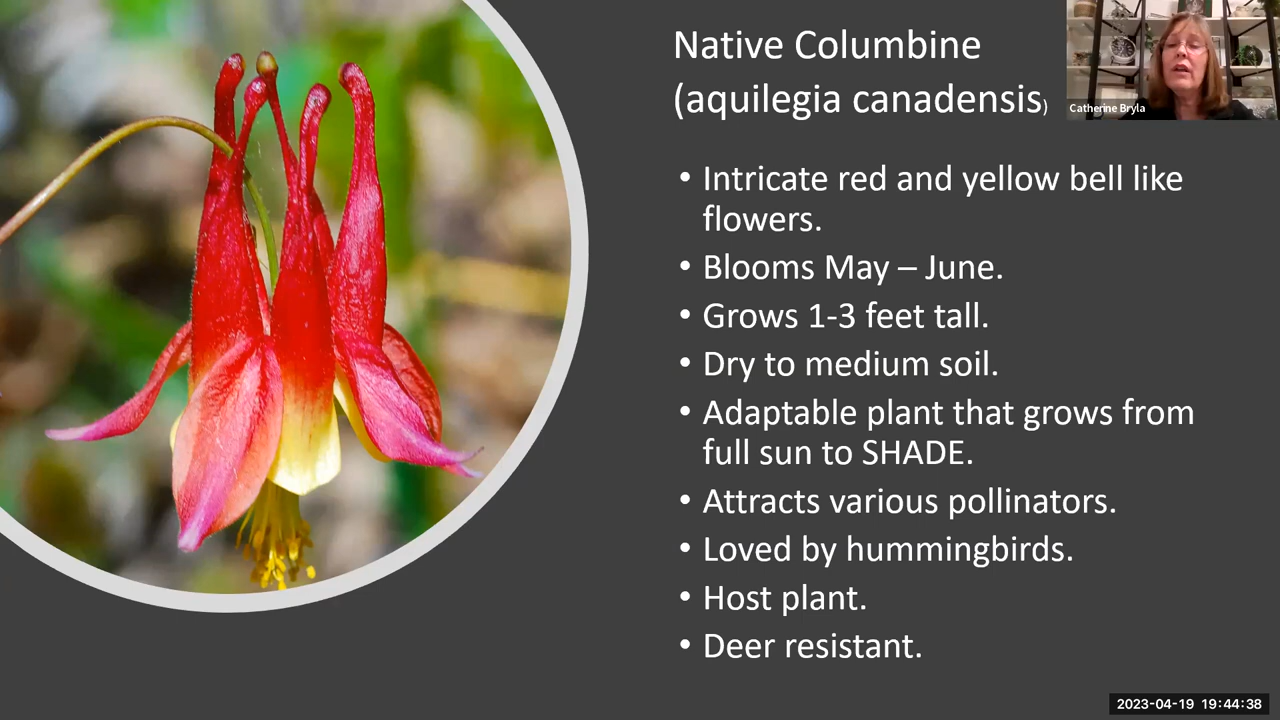 Native Columbine
(aquilegia canadensis)
Catherine Bryla
• Intricate red and yellow bell like
flowers.
• Blooms May – June.
• Grows 1-3 feet tall.
• Dry to medium soil.
• Adaptable plant that grows from
full sun to SHADE.
• Attracts various pollinators.
• Loved by hummingbirds.
• Host plant.
• Deer resistant.
2023-04-19 19:44:38